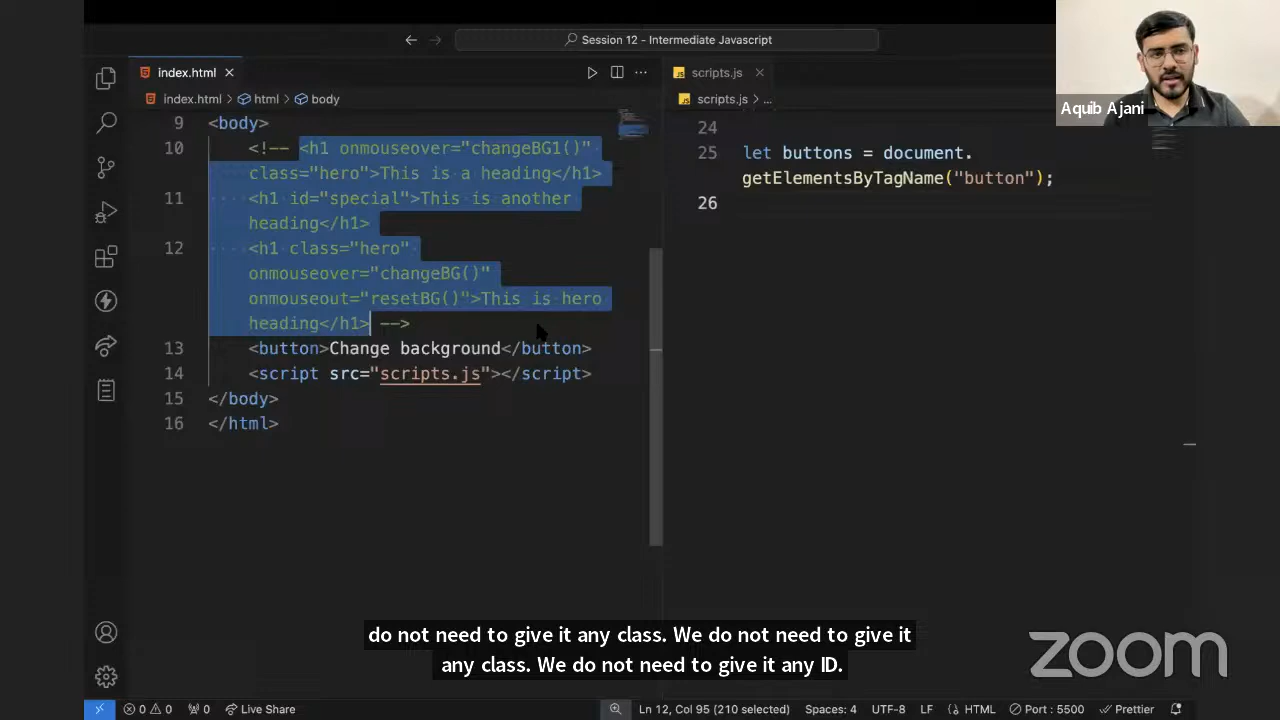 Session 12 - Intermediate Javascript
Aquib Ajani
index.html
index.html > html > body
9 <body>
10 <!-- <h1 onmouseover="changeBG1()"
class="hero">This is a heading</h1>
11 <h1 id="special">This is another
heading</h1>
12 <h1 class="hero"
onmouseover="changeBG()"
onmouseout="resetBG()">This is hero
heading</h1> -->
13 <button>Change background</button>
14 <script src="scripts.js"></script>
15 </body>
16 </html>
JS scripts.js
JS scripts.js > ...
24
25 let buttons = document.
getElementsByTagName("button");
26
do not need to give it any class. We do not need to give it
any class. We do not need to give it any ID.
zoom
0 0 0 Live Share Ln 12, Col 95 (210 selected) Spaces: 4 UTF-8 LF HTML Port : 5500 Prettier